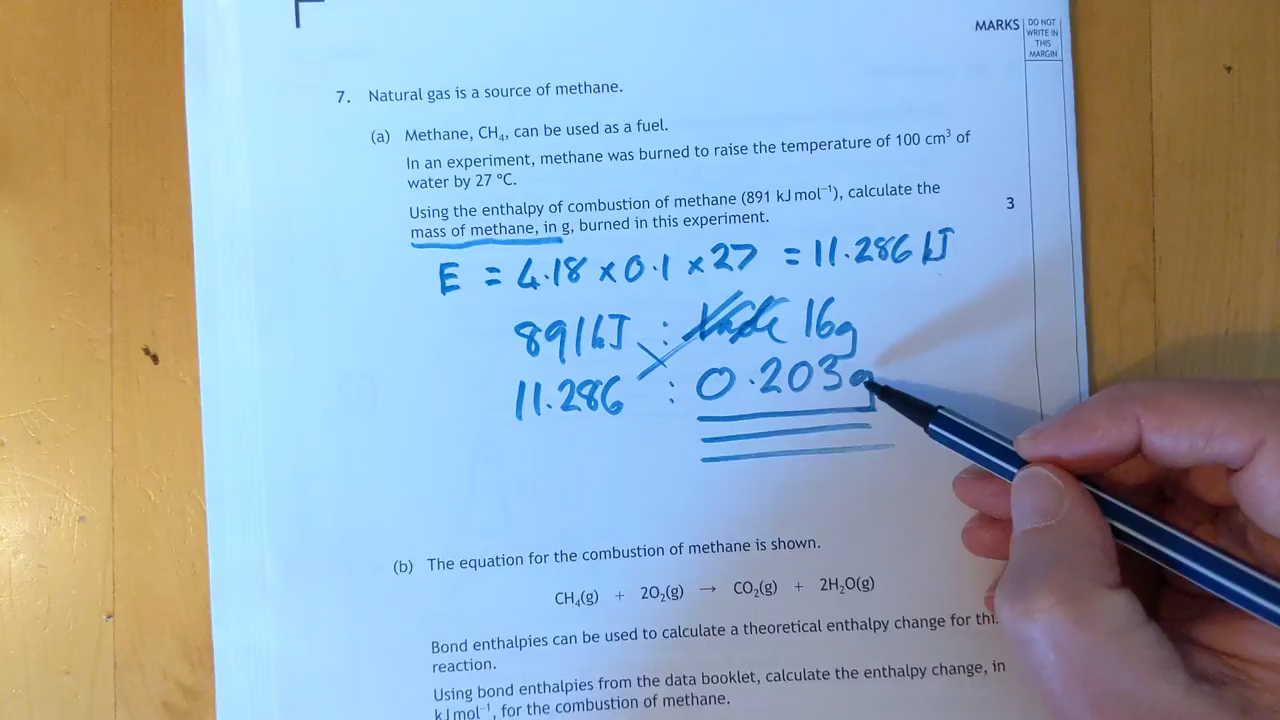 MARKS
DO NOT
WRITE IN
THIS
MARGIN
7. Natural gas is a source of methane.
(a) Methane, CH₄, can be used as a fuel.
In an experiment, methane was burned to raise the temperature of 100 cm³ of
water by 27 °C.
Using the enthalpy of combustion of methane (891 kJ mol⁻¹), calculate the
mass of methane, in g, burned in this experiment.
3
E = 4.18 × 0.1 × 27 = 11.286 kJ
891 kJ : 16g
11.286 : 0.203g
(b) The equation for the combustion of methane is shown.
CH₄(g) + 2O₂(g) → CO₂(g) + 2H₂O(g)
Bond enthalpies can be used to calculate a theoretical enthalpy change for
reaction.
Using bond enthalpies from the data booklet, calculate the enthalpy change, in
kJ mol⁻¹, for the combustion of methane.